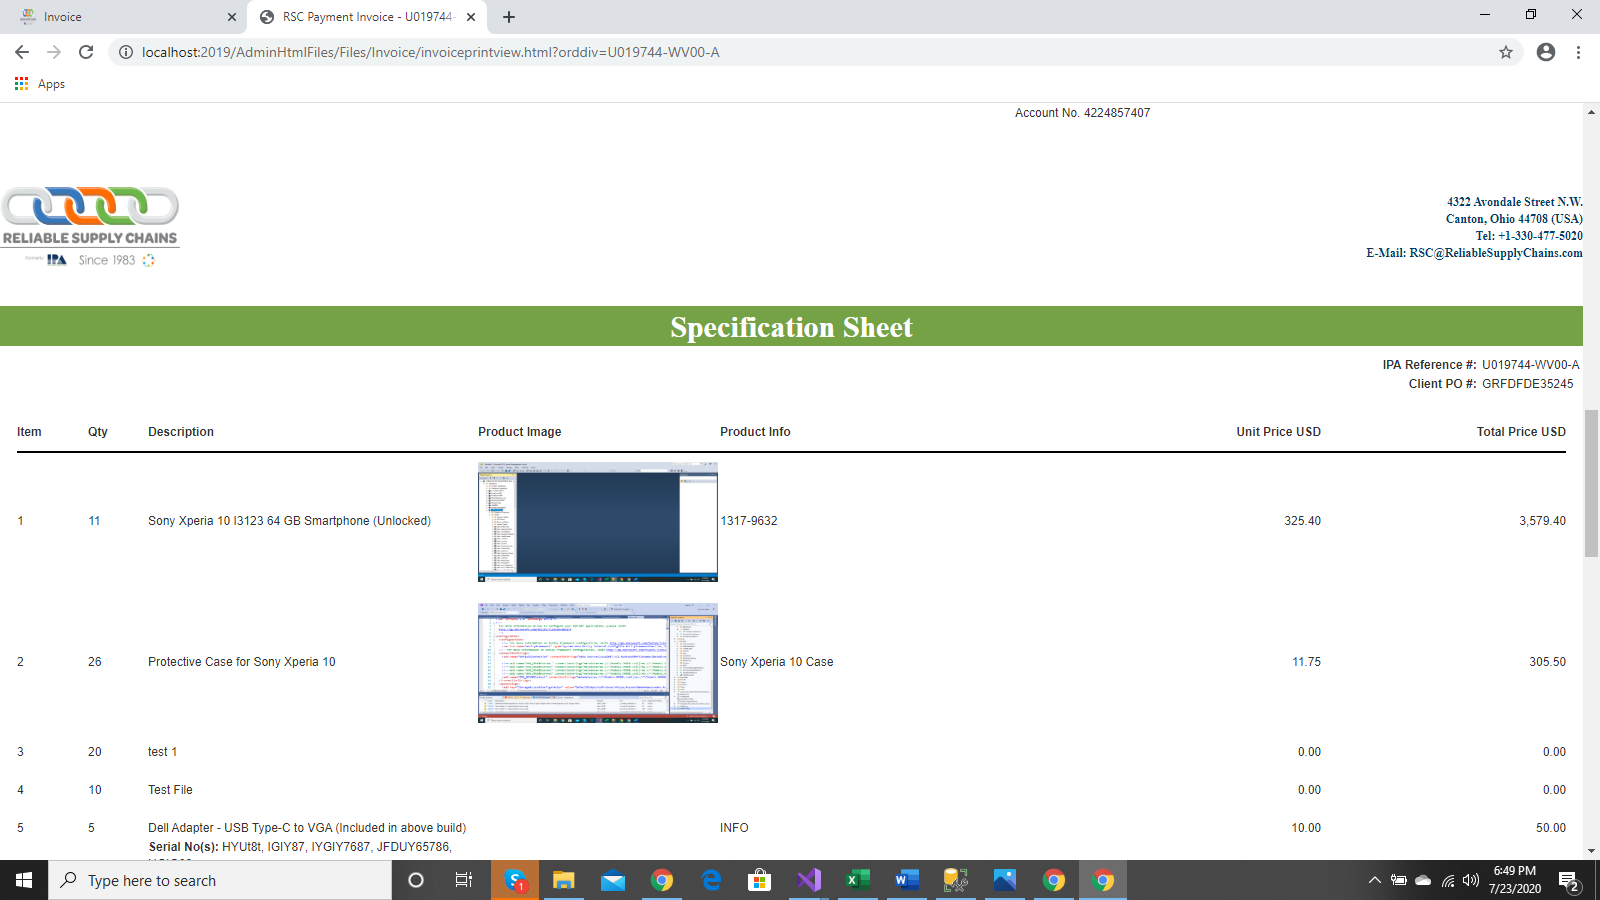 Invoice
RSC Payment Invoice - U019744-
localhost:2019/AdminHtmlFiles/Files/Invoice/invoiceprintview.html?orddiv=U019744-WV00-A
Apps
Account No. 4224857407
RELIABLE SUPPLY CHAINS
formerly IPA Since 1983
4322 Avondale Street N.W.
Canton, Ohio 44708 (USA)
Tel: +1-330-477-5020
E-Mail: RSC@ReliableSupplyChains.com
Specification Sheet
IPA Reference #: U019744-WV00-A
Client PO #: GRFDFDE35245
Item Qty Description Product Image Product Info Unit Price USD Total Price USD
1 11 Sony Xperia 10 I3123 64 GB Smartphone (Unlocked) 1317-9632 325.40 3,579.40
2 26 Protective Case for Sony Xperia 10 Sony Xperia 10 Case 11.75 305.50
3 20 test 1 0.00 0.00
4 10 Test File 0.00 0.00
5 5 Dell Adapter - USB Type-C to VGA (Included in above build) INFO 10.00 50.00
Serial No(s): HYUt8t, IGIY87, IYGIY7687, JFDUY65786,
Type here to search
1
6:49 PM
7/23/2020
2